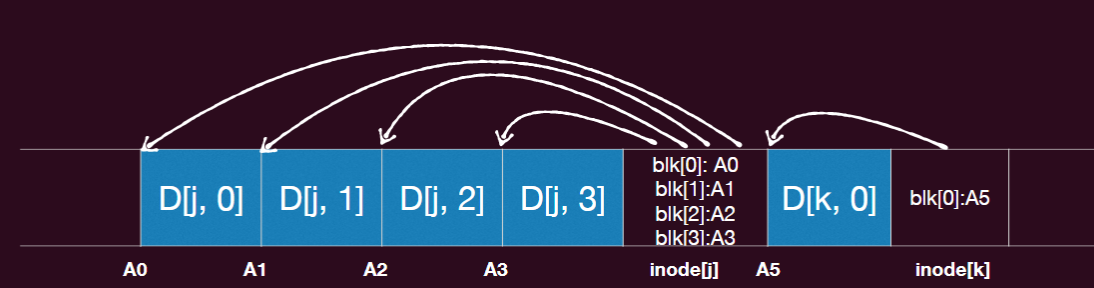 D[j, 0] D[j, 1] D[j, 2] D[j, 3]
blk[0]: A0
blk[1]:A1
blk[2]:A2
blk[3]:A3
D[k, 0]
blk[0]:A5
A0 A1 A2 A3 inode[j] A5 inode[k]